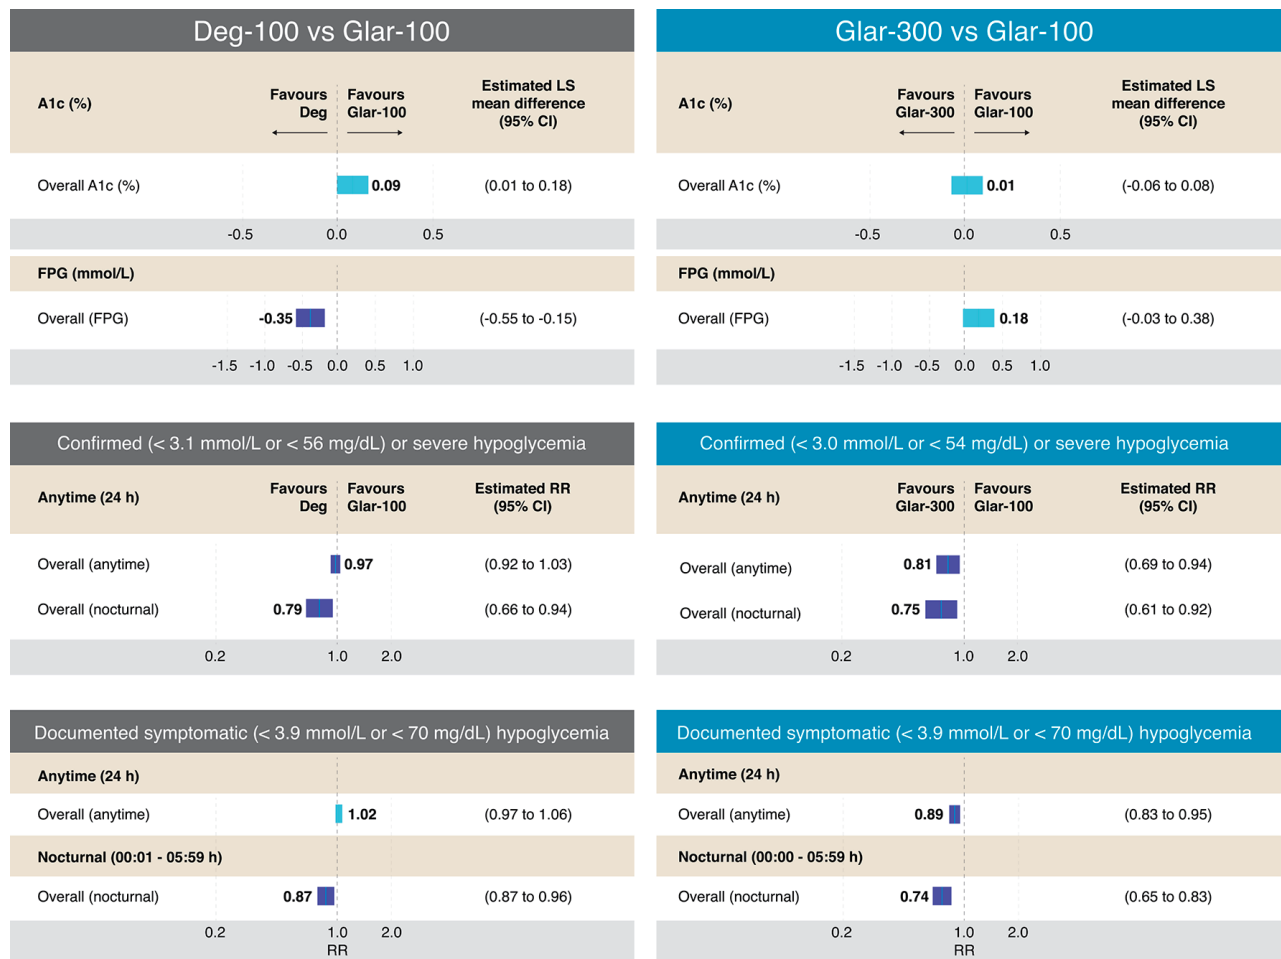 Deg-100 vs Glar-100
A1c (%)
Favours
Deg
Favours
Glar-100
Estimated LS
mean difference
(95% CI)
Overall A1c (%)
0.09
(0.01 to 0.18)
-0.5 0.0 0.5
FPG (mmol/L)
Overall (FPG)
-0.35
(-0.55 to -0.15)
-1.5 -1.0 -0.5 0.0 0.5 1.0
Confirmed (< 3.1 mmol/L or < 56 mg/dL) or severe hypoglycemia
Anytime (24 h)
Favours
Deg
Favours
Glar-100
Estimated RR
(95% CI)
Overall (anytime)
0.97
(0.92 to 1.03)
Overall (nocturnal)
0.79
(0.66 to 0.94)
0.2 1.0 2.0
Documented symptomatic (< 3.9 mmol/L or < 70 mg/dL) hypoglycemia
Anytime (24 h)
Overall (anytime)
1.02
(0.97 to 1.06)
Nocturnal (00:01 - 05:59 h)
Overall (nocturnal)
0.87
(0.87 to 0.96)
0.2 1.0 2.0
RR
Glar-300 vs Glar-100
A1c (%)
Favours
Glar-300
Favours
Glar-100
Estimated LS
mean difference
(95% CI)
Overall A1c (%)
0.01
(-0.06 to 0.08)
-0.5 0.0 0.5
FPG (mmol/L)
Overall (FPG)
0.18
(-0.03 to 0.38)
-1.5 -1.0 -0.5 0.0 0.5 1.0
Confirmed (< 3.0 mmol/L or < 54 mg/dL) or severe hypoglycemia
Anytime (24 h)
Favours
Glar-300
Favours
Glar-100
Estimated RR
(95% CI)
Overall (anytime)
0.81
(0.69 to 0.94)
Overall (nocturnal)
0.75
(0.61 to 0.92)
0.2 1.0 2.0
Documented symptomatic (< 3.9 mmol/L or < 70 mg/dL) hypoglycemia
Anytime (24 h)
Overall (anytime)
0.89
(0.83 to 0.95)
Nocturnal (00:00 - 05:59 h)
Overall (nocturnal)
0.74
(0.65 to 0.83)
0.2 1.0 2.0
RR